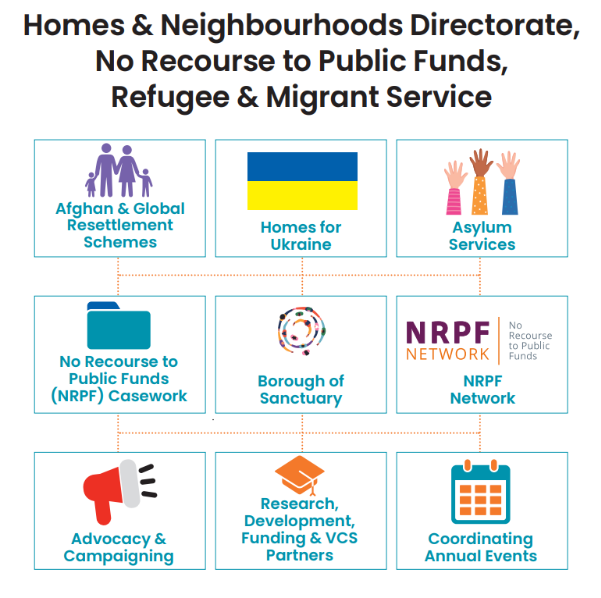 Homes & Neighbourhoods Directorate,
No Recourse to Public Funds,
Refugee & Migrant Service
Afghan & Global
Resettlement
Schemes
Homes for
Ukraine
Asylum
Services
No Recourse to
Public Funds
(NRPF) Casework
Borough of
Sanctuary
NRPF
NETWORK
No
Recourse
to Public
Funds
NRPF
Network
Advocacy &
Campaigning
Research,
Development,
Funding & VCS
Partners
Coordinating
Annual Events